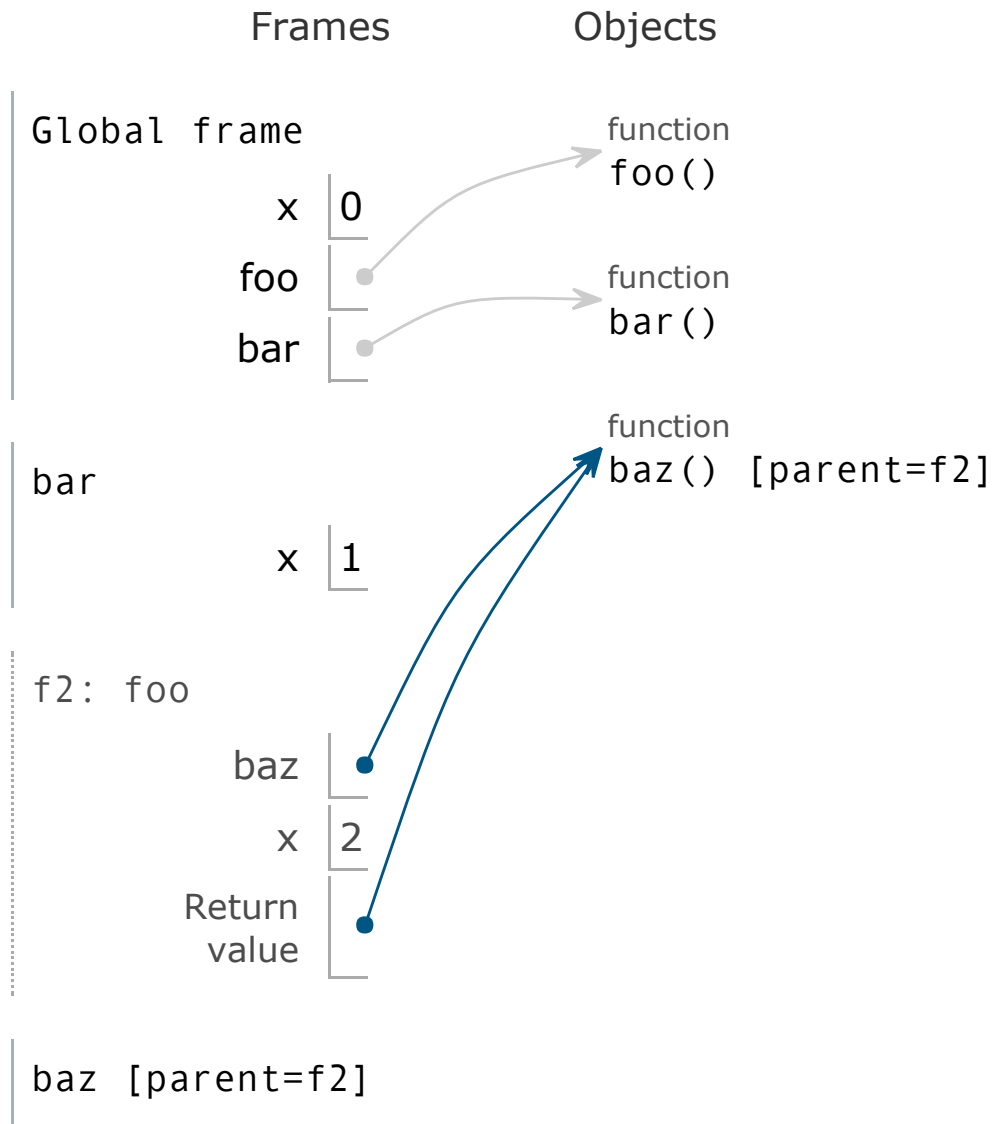 Frames Objects
Global frame
x 0
foo
bar
function
foo()
function
bar()
function
baz() [parent=f2]
bar
x 1
f2: foo
baz
x 2
Return
value
baz [parent=f2]